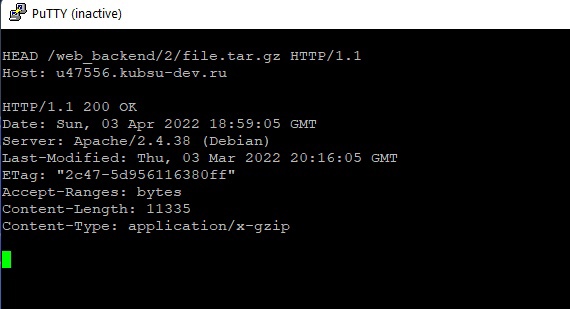 PuTTY (inactive)
HEAD /web_backend/2/file.tar.gz HTTP/1.1
Host: u47556.kubsu-dev.ru
HTTP/1.1 200 OK
Date: Sun, 03 Apr 2022 18:59:05 GMT
Server: Apache/2.4.38 (Debian)
Last-Modified: Thu, 03 Mar 2022 20:16:05 GMT
ETag: "2c47-5d956116380ff"
Accept-Ranges: bytes
Content-Length: 11335
Content-Type: application/x-gzip